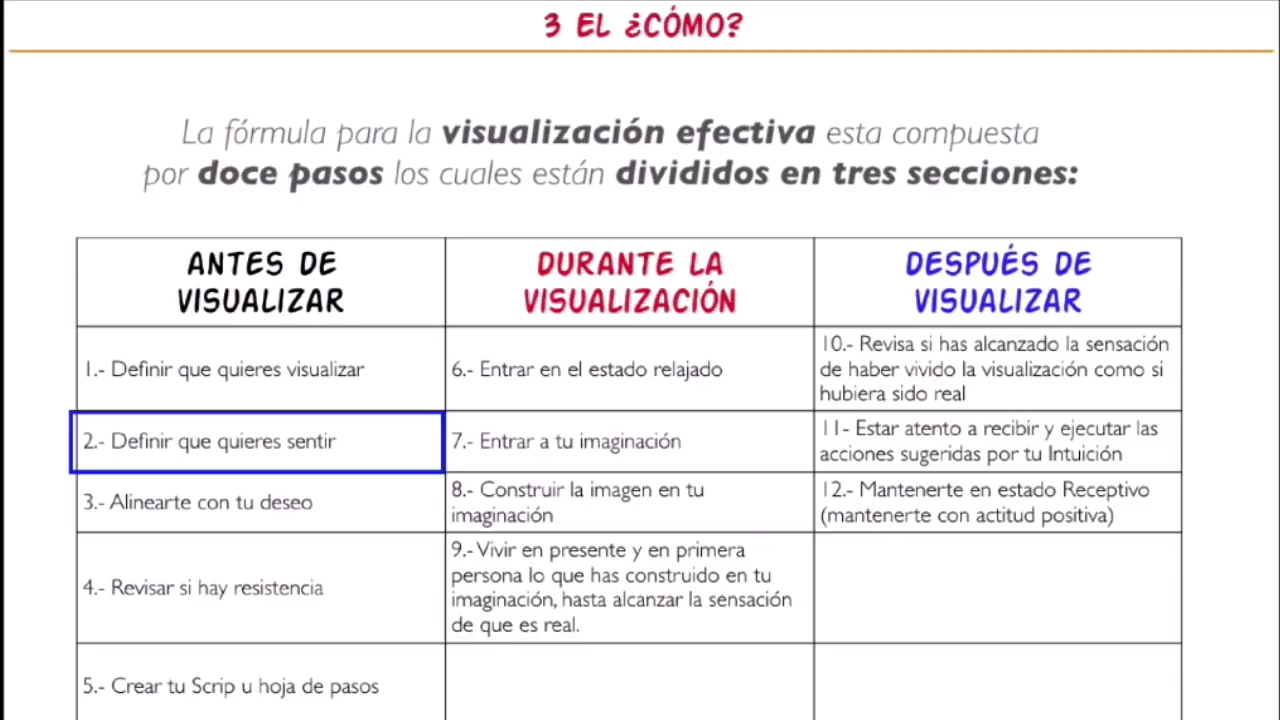 3 EL ¿CÓMO?
La fórmula para la visualización efectiva esta compuesta
por doce pasos los cuales están divididos en tres secciones:
ANTES DE
VISUALIZAR
DURANTE LA
VISUALIZACIÓN
DESPUÉS DE
VISUALIZAR
1.- Definir que quieres visualizar
6.- Entrar en el estado relajado
10.- Revisa si has alcanzado la sensación
de haber vivido la visualización como si
hubiera sido real
2.- Definir que quieres sentir
7.- Entrar a tu imaginación
11- Estar atento a recibir y ejecutar las
acciones sugeridas por tu Intuición
3.- Alinearte con tu deseo
8.- Construir la imagen en tu
imaginación
12.- Mantenerte en estado Receptivo
(mantenerte con actitud positiva)
4.- Revisar si hay resistencia
9.- Vivir en presente y en primera
persona lo que has construido en tu
imaginación, hasta alcanzar la sensación
de que es real.
5.- Crear tu Scrip u hoja de pasos